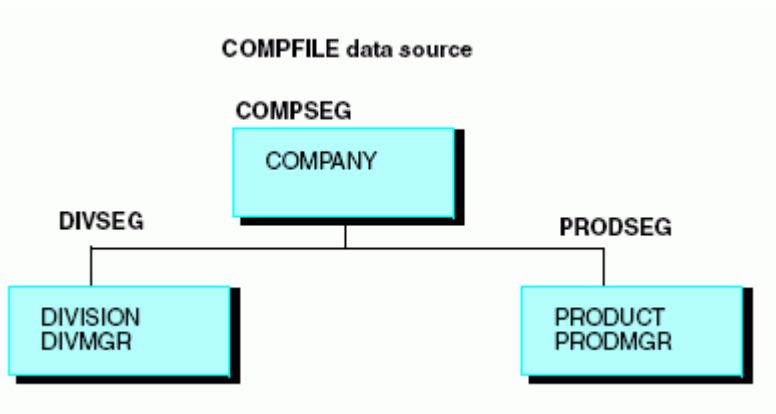 COMPFILE data source
COMPSEG
COMPANY
DIVSEG
PRODSEG
DIVISION
DIVMGR
PRODUCT
PRODMGR